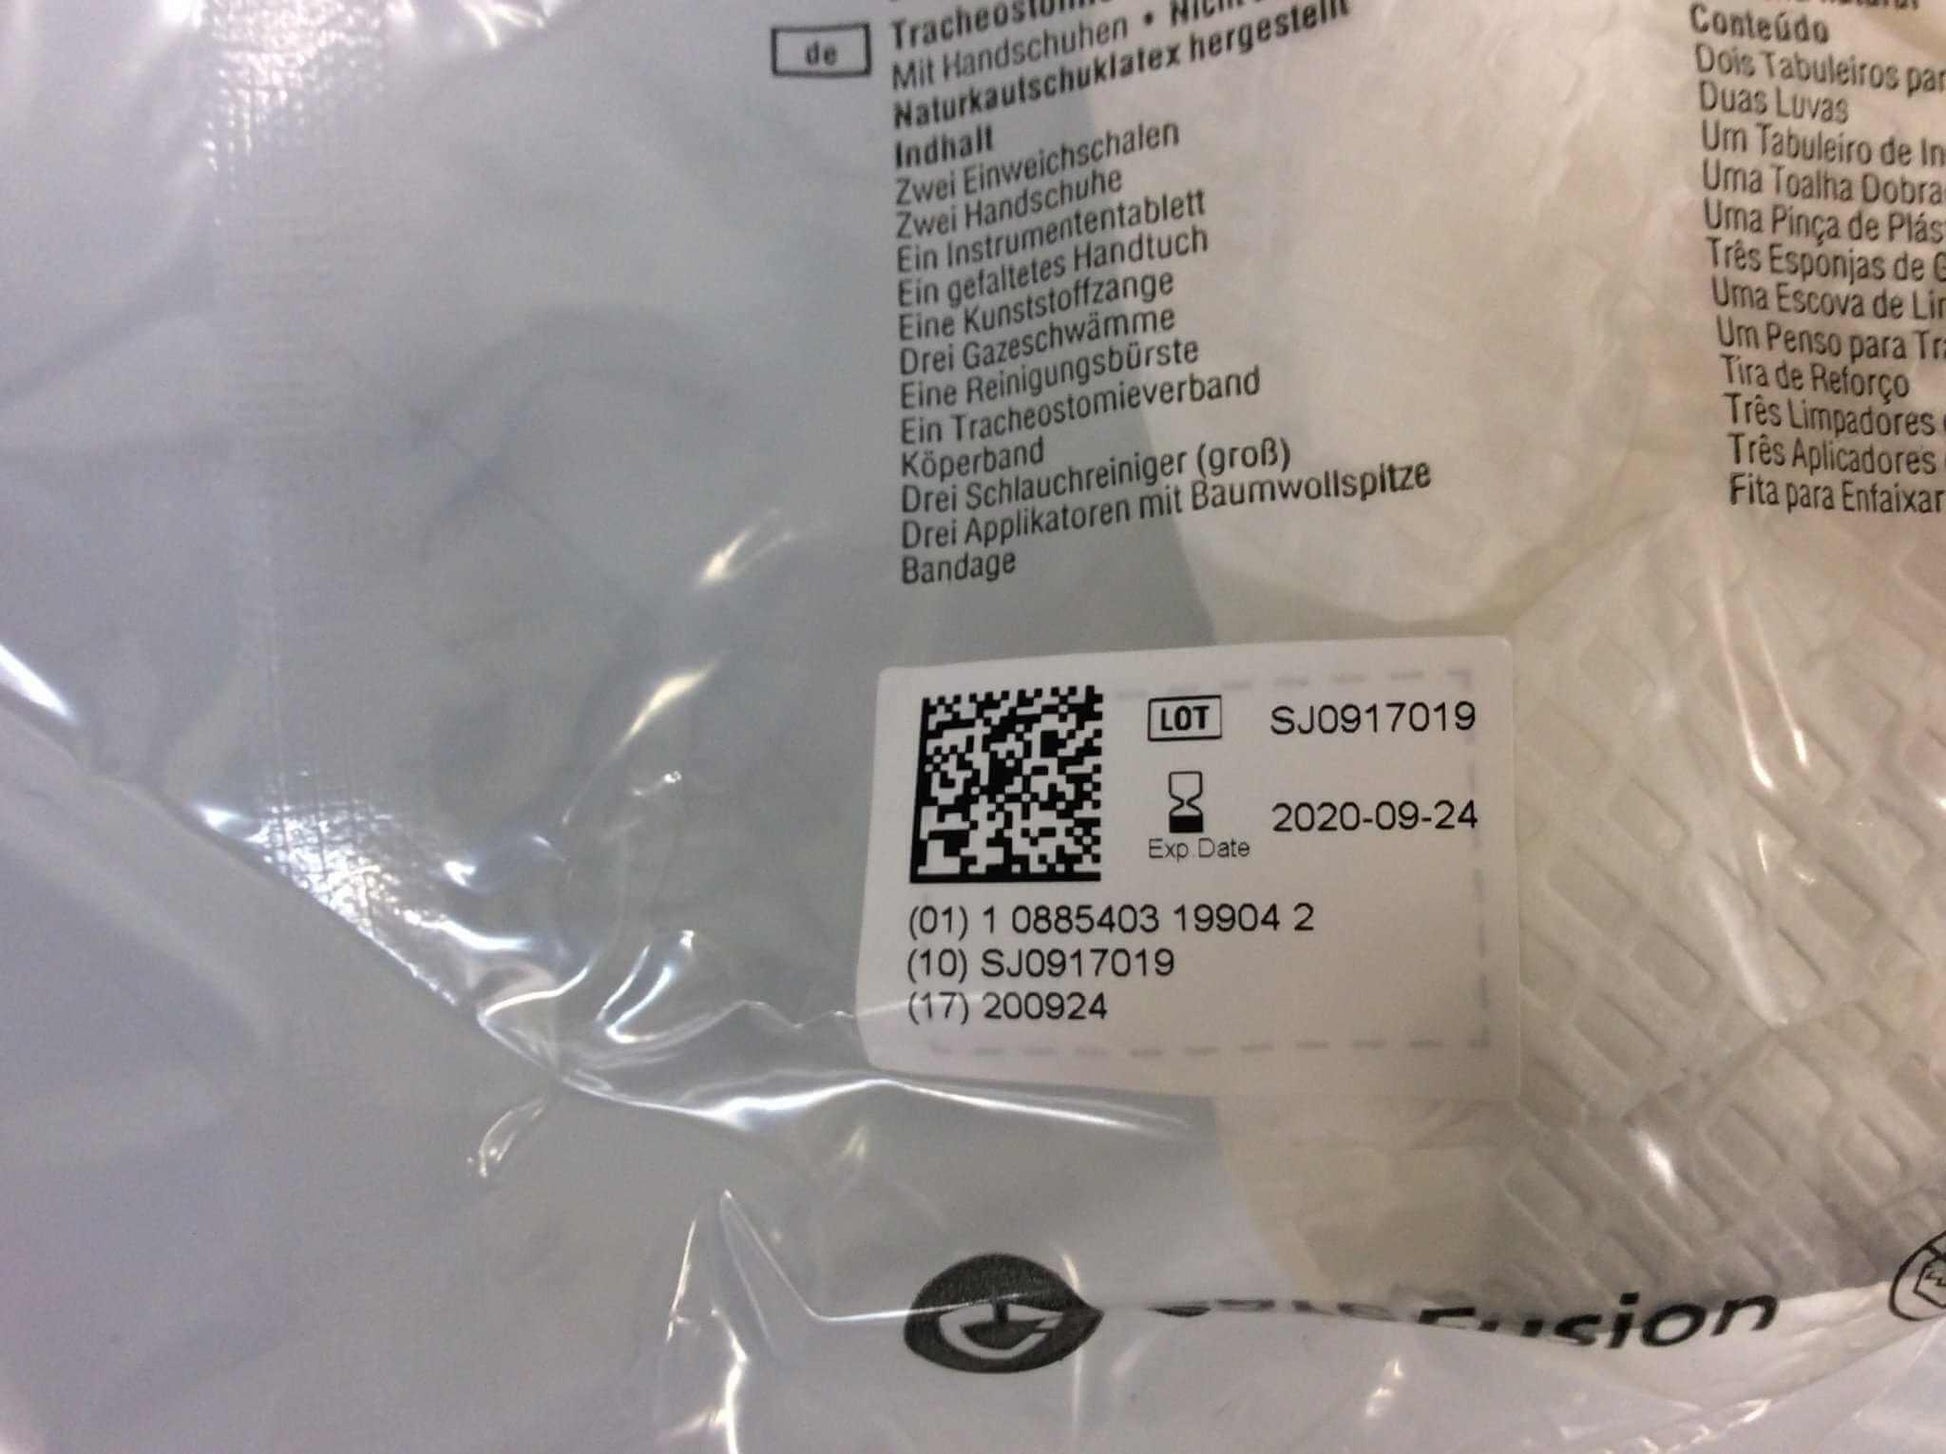 de
Mit Handschuhen •
Naturkautschuklatex hergestellt
Indhalt
Zwei Einweichschalen
Zwei Handschuhe
Ein Instrumententablett
Ein gefaltetes Handtuch
Eine Kunststoffzange
Drei Gazeschwämme
Eine Reinigungsbürste
Ein Tracheostomieverband
Köperband
Drei Schlauchreiniger (groß)
Drei Applikatoren mit Baumwollspitze
Bandage
Conteúdo
Dois Tabuleiros
Duas Luvas
Um Tabuleiro de
Uma Toalha
Uma Pinça de
Três Esponjas de
Uma Escova de
Um Penso para
Tira de Reforço
Três Limpadores
Três Aplicadores
Fita para Enfaixar
LOT SJ0917019
Exp. Date 2020-09-24
(01) 1 0885403 19904 2
(10) SJ0917019
(17) 200924